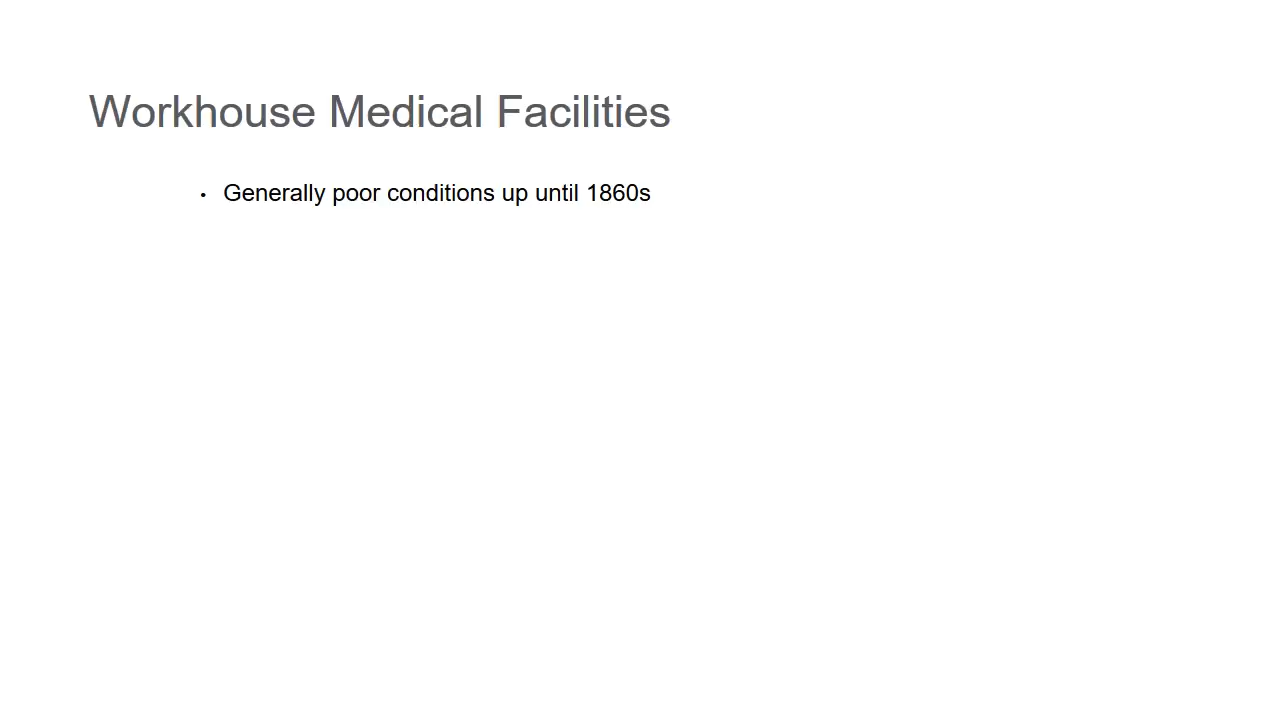 Workhouse Medical Facilities
• Generally poor conditions up until 1860s